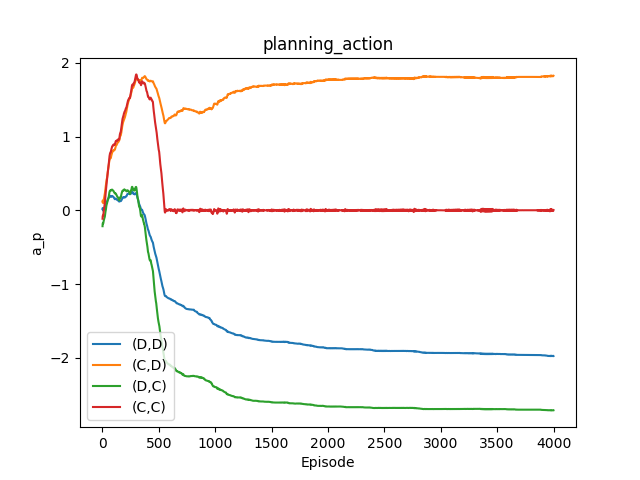 planning_action
a_p
2
1
0
−1
−2
(D,D)
(C,D)
(D,C)
(C,C)
0 500 1000 1500 2000 2500 3000 3500 4000
Episode